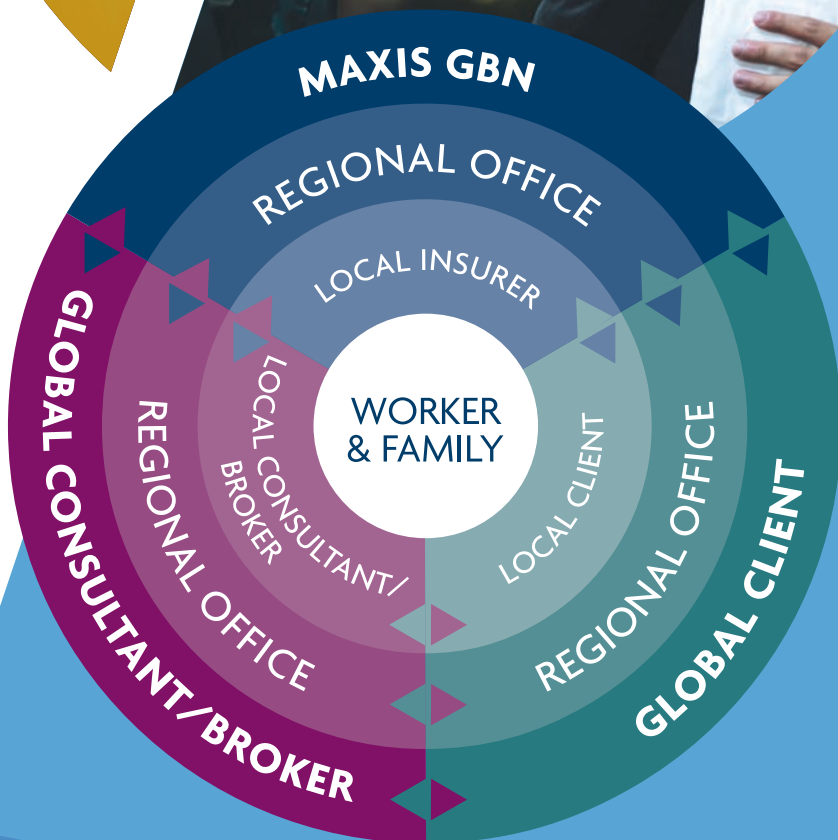 MAXIS GBN
REGIONAL OFFICE
LOCAL INSURER
WORKER
& FAMILY
GLOBAL CONSULTANT/BROKER
REGIONAL OFFICE
LOCAL CONSULTANT/
BROKER
LOCAL CLIENT
REGIONAL OFFICE
GLOBAL CLIENT